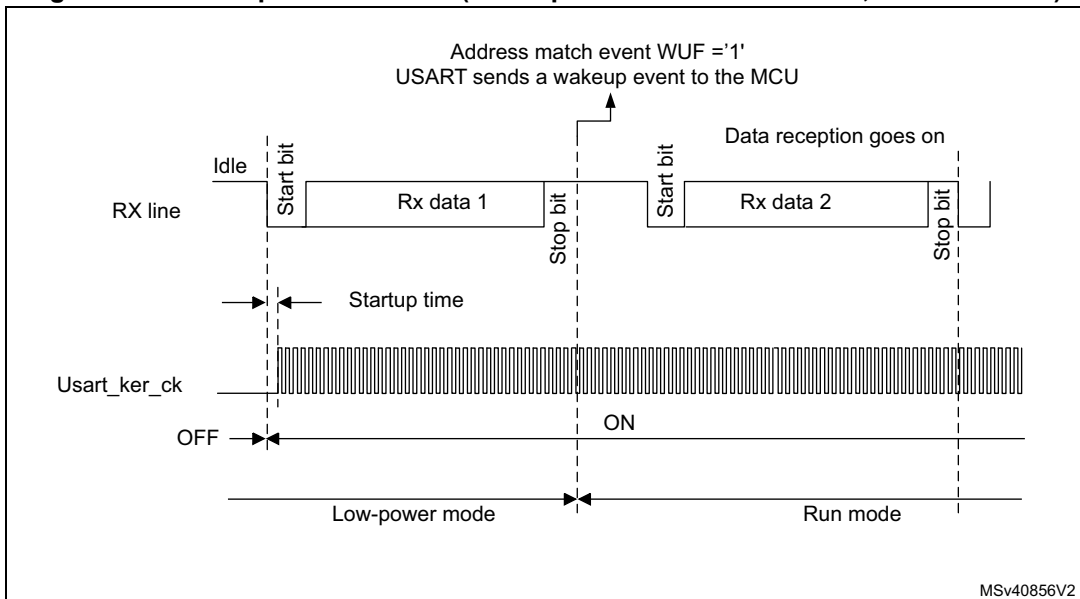 Address match event WUF ='1'
USART sends a wakeup event to the MCU
Data reception goes on
Idle
Start bit
Start bit
RX line
Rx data 1
Rx data 2
Stop bit
Stop bit
Startup time
Usart_ker_ck
OFF
ON
Low-power mode
Run mode
MSv40856V2